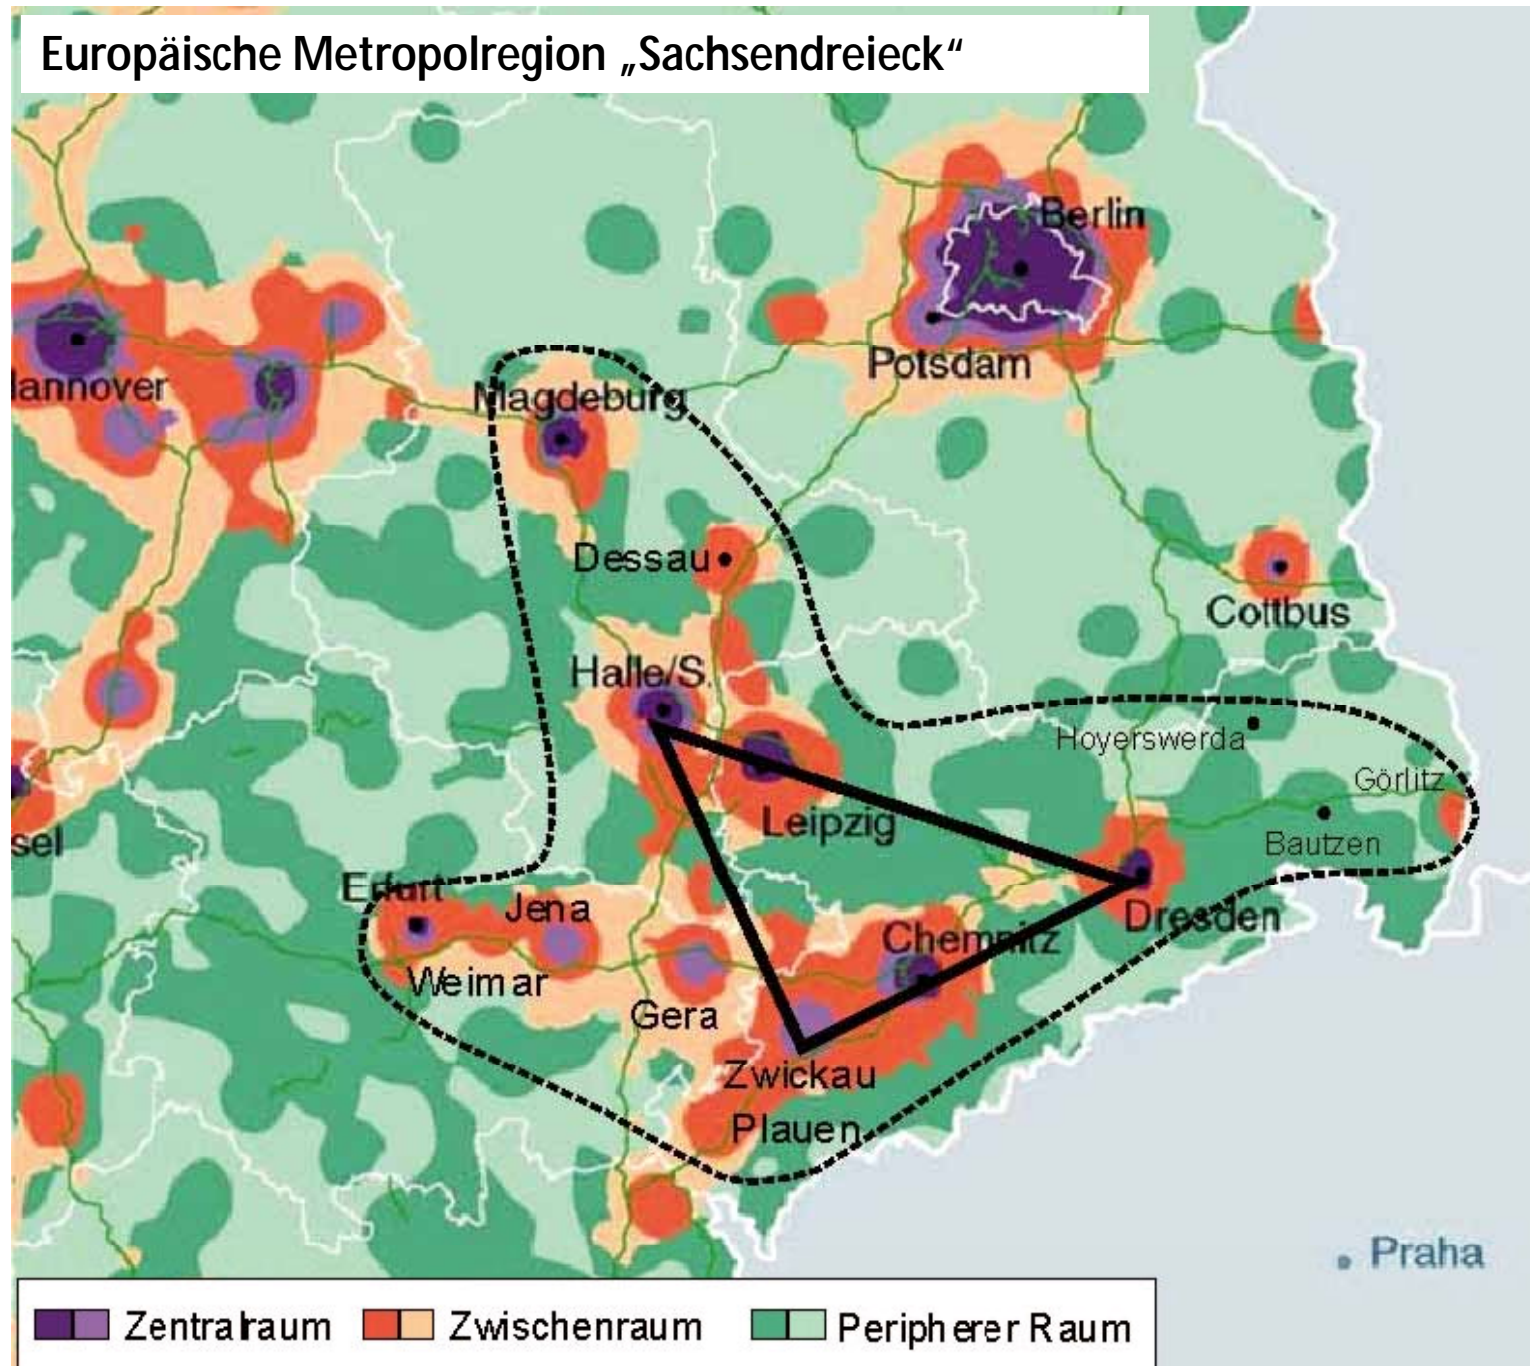 Europäische Metropolregion „Sachsendreieck“
Berlin
Potsdam
Hannover
Magdeburg
Dessau
Cottbus
Halle/S.
Hoyerswerda
Görlitz
Leipzig
Bautzen
sel
Erfurt
Jena
Dresden
Chemnitz
Weimar
Gera
Zwickau
Plauen
Praha
Zentralraum
Zwischenraum
Peripherer Raum